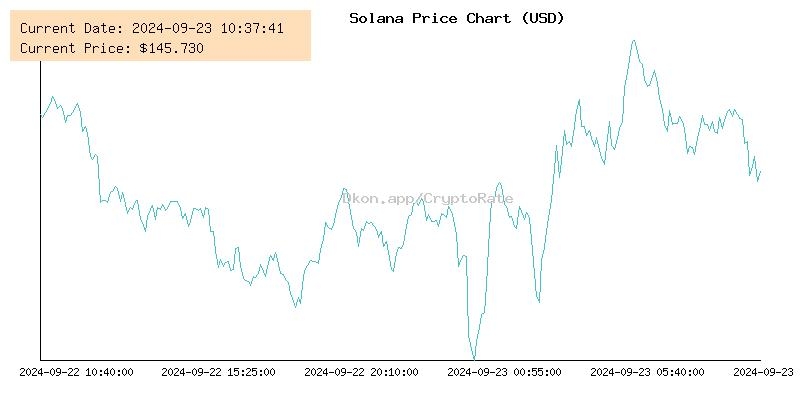 Solana Price Chart (USD)
Current Date: 2024-09-23 10:37:41
Current Price: $145.730
Dkon.app/CryptoRate
2024-09-22 10:40:00 2024-09-22 15:25:00 2024-09-22 20:10:00 2024-09-23 00:55:00 2024-09-23 05:40:00 2024-09-23